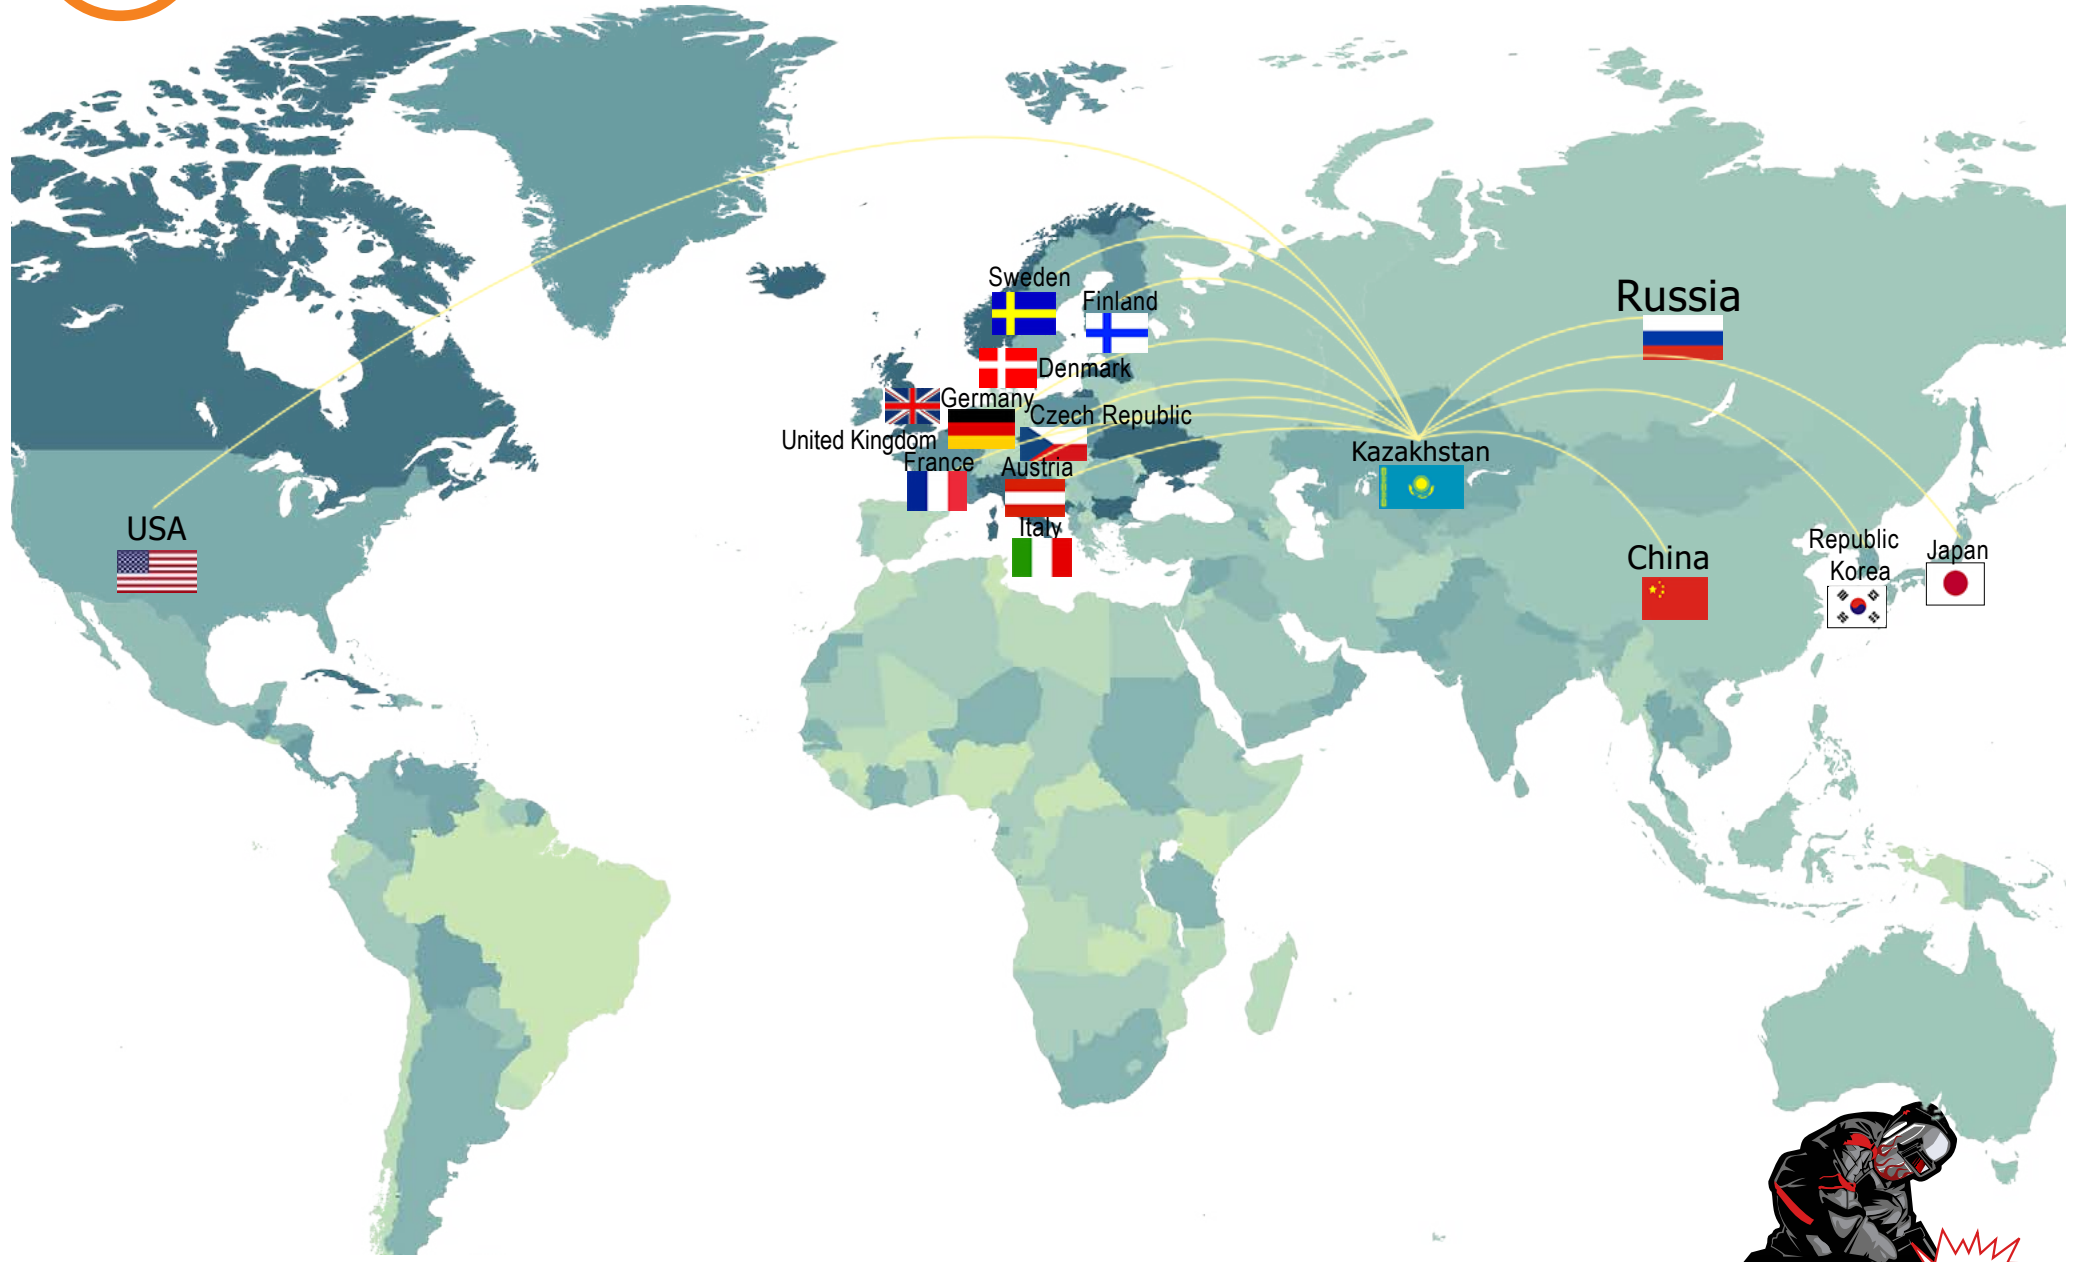 Sweden
Finland
Russia
Denmark
Germany
Czech Republic
United Kingdom
France
Austria
Kazakhstan
USA
Italy
China
Republic
Korea
Japan